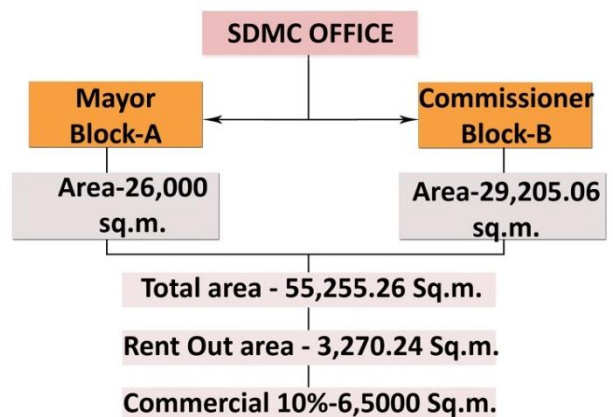 SDMC OFFICE
Mayor
Block-A
Commissioner
Block-B
Area-26,000
sq.m.
Area-29,205.06
sq.m.
Total area - 55,255.26 Sq.m.
Rent Out area - 3,270.24 Sq.m.
Commercial 10%-6,5000 Sq.m.